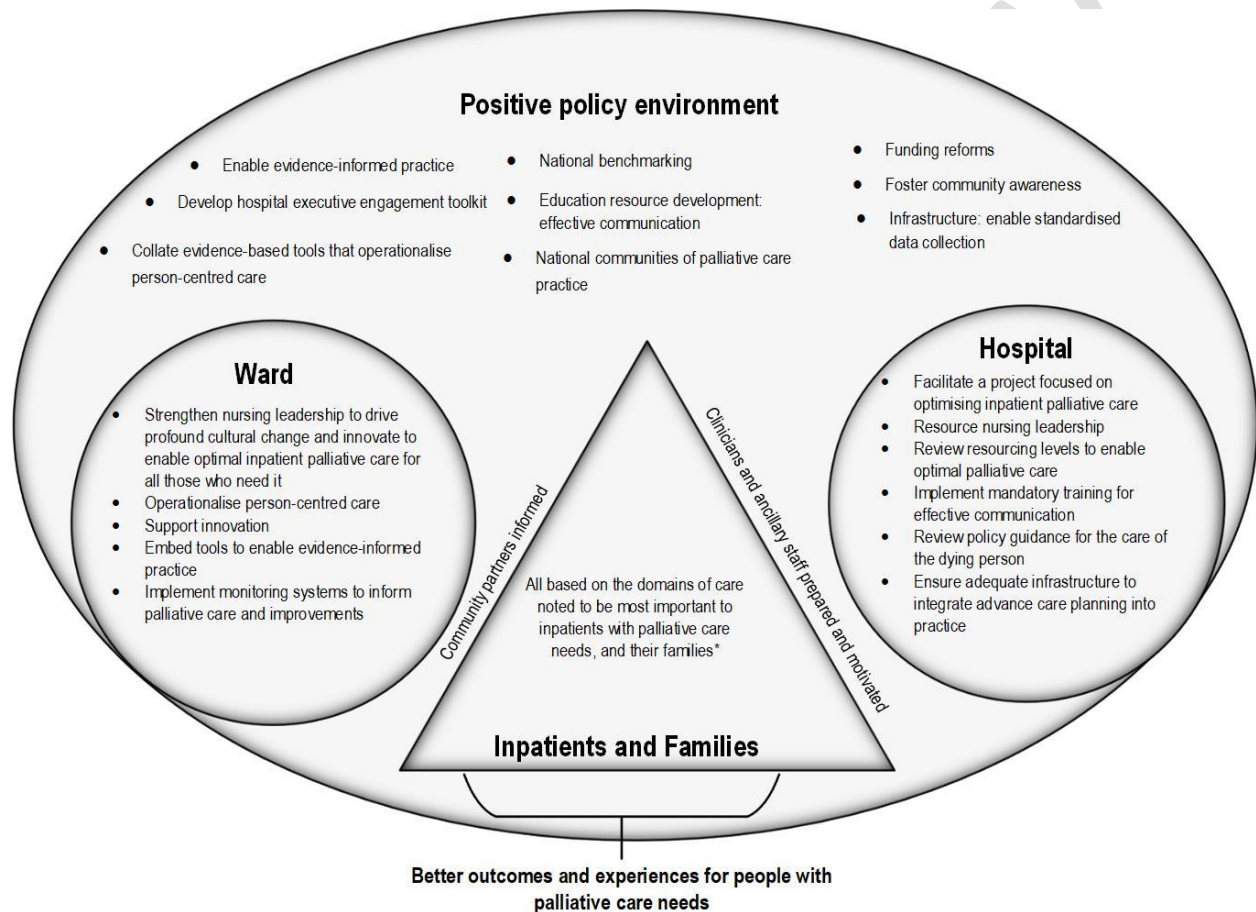 Positive policy environment
● Enable evidence-informed practice
● Develop hospital executive engagement toolkit
● Collate evidence-based tools that operationalise
person-centred care
● National benchmarking
● Education resource development:
effective communication
● National communities of palliative care
practice
● Funding reforms
● Foster community awareness
● Infrastructure: enable standardised
data collection
Ward
• Strengthen nursing leadership to drive
profound cultural change and innovate to
enable optimal inpatient palliative care for
all those who need it
• Operationalise person-centred care
• Support innovation
• Embed tools to enable evidence-informed
practice
• Implement monitoring systems to inform
palliative care and improvements
Community partners informed
All based on the domains of care
noted to be most important to
inpatients with palliative care
needs, and their families*
Inpatients and Families
Clinicians and ancillary staff prepared and motivated
Hospital
• Facilitate a project focused on
optimising inpatient palliative care
• Resource nursing leadership
• Review resourcing levels to enable
optimal palliative care
• Implement mandatory training for
effective communication
• Review policy guidance for the care of
the dying person
• Ensure adequate infrastructure to
integrate advance care planning into
practice
Better outcomes and experiences for people with
palliative care needs